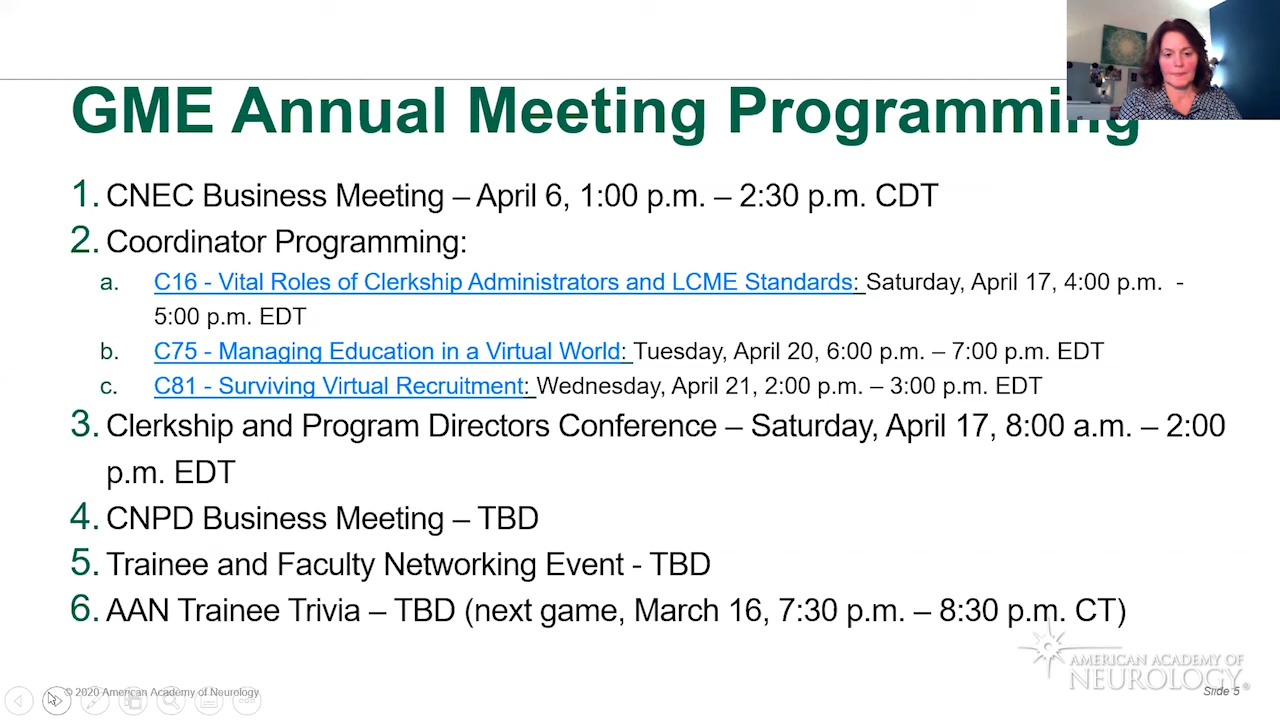 GME Annual Meeting Programming
1. CNEC Business Meeting – April 6, 1:00 p.m. – 2:30 p.m. CDT
2. Coordinator Programming:
a. C16 - Vital Roles of Clerkship Administrators and LCME Standards: Saturday, April 17, 4:00 p.m. -
5:00 p.m. EDT
b. C75 - Managing Education in a Virtual World: Tuesday, April 20, 6:00 p.m. – 7:00 p.m. EDT
c. C81 - Surviving Virtual Recruitment: Wednesday, April 21, 2:00 p.m. – 3:00 p.m. EDT
3. Clerkship and Program Directors Conference – Saturday, April 17, 8:00 a.m. – 2:00
p.m. EDT
4. CNPD Business Meeting – TBD
5. Trainee and Faculty Networking Event - TBD
6. AAN Trainee Trivia – TBD (next game, March 16, 7:30 p.m. – 8:30 p.m. CT)
AMERICAN ACADEMY OF
NEUROLOGY®
© 2020 American Academy of Neurology
Slide 5